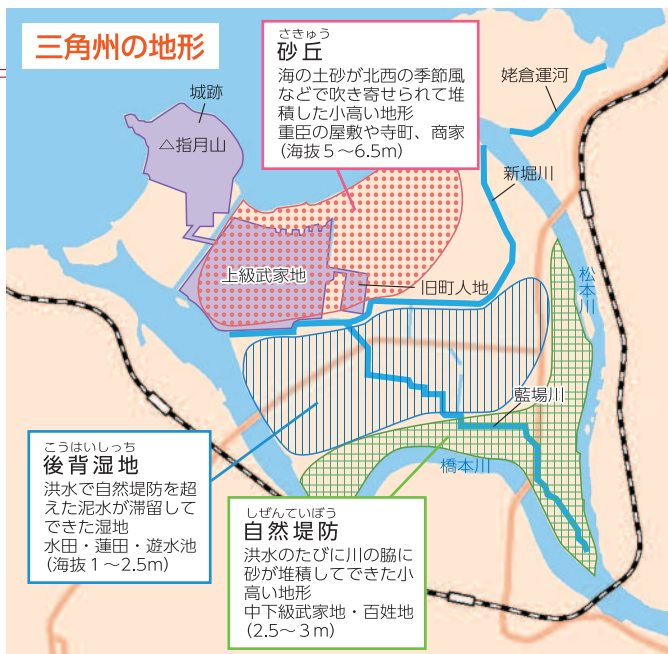 三角州の地形
さきゅう
砂丘
海の土砂が北西の季節風
などで吹き寄せられて堆
積した小高い地形
重臣の屋敷や寺町、商家
(海抜5～6.5m)
城跡
△指月山
姥倉運河
新堀川
上級武家地
旧町人地
松本川
藍場川
橋本川
こうはいしっち
後背湿地
洪水で自然堤防を超
えた泥水が滞留して
できた湿地
水田・蓮田・遊水池
(海抜1～2.5m)
しぜんていぼう
自然堤防
洪水のたびに川の脇に
砂が堆積してできた小
高い地形
中下級武家地・百姓地
(2.5～3m)